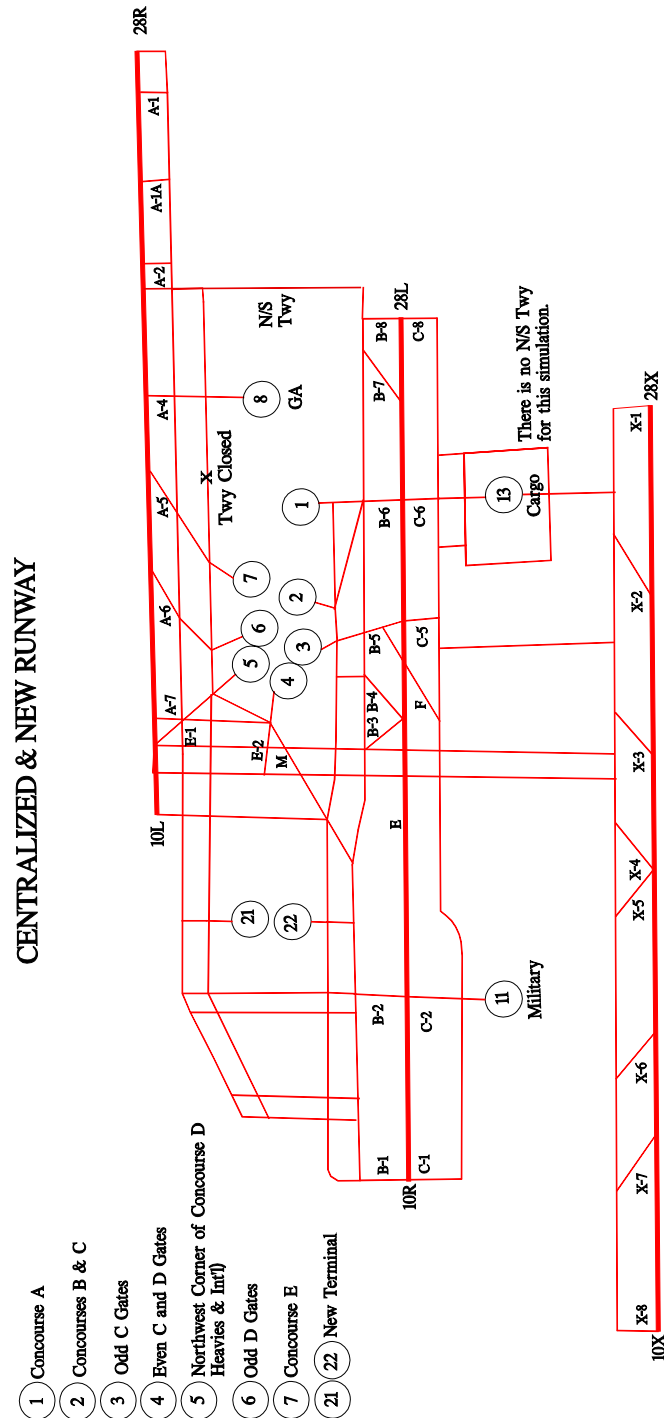 CENTRALIZED & NEW RUNWAY
1 Concourse A
2 Concourses B & C
3 Odd C Gates
4 Even C and D Gates
5 Northwest Corner of Concourse D
Heavies & Int'l)
6 Odd D Gates
7 Concourse E
21 22 New Terminal
10L
28R
A-7
A-6
A-5
A-4
A-2
A-1A
A-1
E-1
E-2
M
X
Twy Closed
N/S
Twy
8
GA
7
6
5
4
3
2
1
21
22
10R
28L
B-1
B-2
B-3
B-4
B-5
B-6
B-7
B-8
E
F
C-1
C-2
C-5
C-6
C-8
11
Military
13
Cargo
There is no N/S Twy
for this simulation.
10X
28X
X-8
X-7
X-6
X-5
X-4
X-3
X-2
X-1